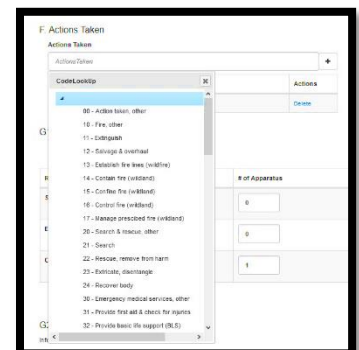 F. Actions Taken
Actions Taken
ActionsTaken
+
CodeLookUp
Actions
00 - Action taken, other
Delete
10 - Fire, other
11 - Extinguish
12 - Salvage & overhaul
13 - Establish fire lines (wildfire)
14 - Contain fire (wildland)
15 - Confine fire (wildland)
16 - Control fire (wildland)
17 - Manage prescribed fire (wildland)
20 - Search & rescue, other
21 - Search
22 - Rescue, remove from harm
23 - Extricate, disentangle
24 - Recover body
30 - Emergency medical services, other
31 - Provide first aid & check for injuries
32 - Provide basic life support (BLS)
# of Apparatus
0
0
1